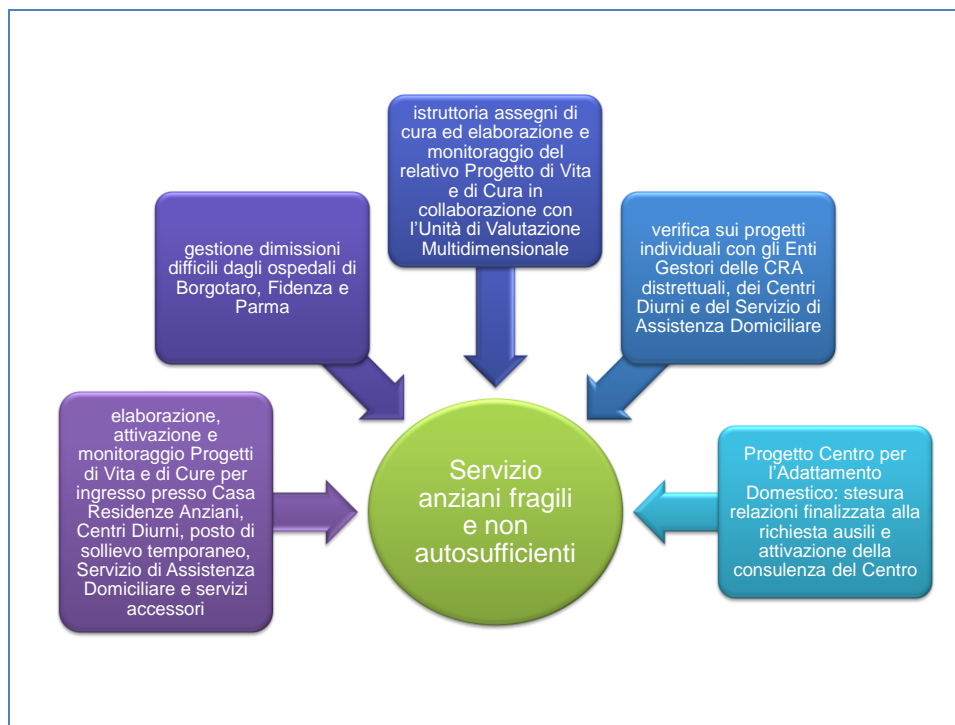 istruttoria assegni di
cura ed elaborazione e
monitoraggio del
relativo Progetto di Vita
e di Cura in
collaborazione con
l'Unità di Valutazione
Multidimensionale
gestione dimissioni
difficili dagli ospedali di
Borgotaro, Fidenza e
Parma
verifica sui progetti
individuali con gli Enti
Gestori delle CRA
distrettuali, dei Centri
Diurni e del Servizio di
Assistenza Domiciliare
elaborazione,
attivazione e
monitoraggio Progetti
di Vita e di Cure per
ingresso presso Casa
Residenze Anziani,
Centri Diurni, posto di
sollievo temporaneo,
Servizio di Assistenza
Domiciliare e servizi
accessori
Servizio
anziani fragili
e non
autosufficienti
Progetto Centro per
l'Adattamento
Domestico: stesura
relazioni finalizzata alla
richiesta ausili e
attivazione della
consulenza del Centro